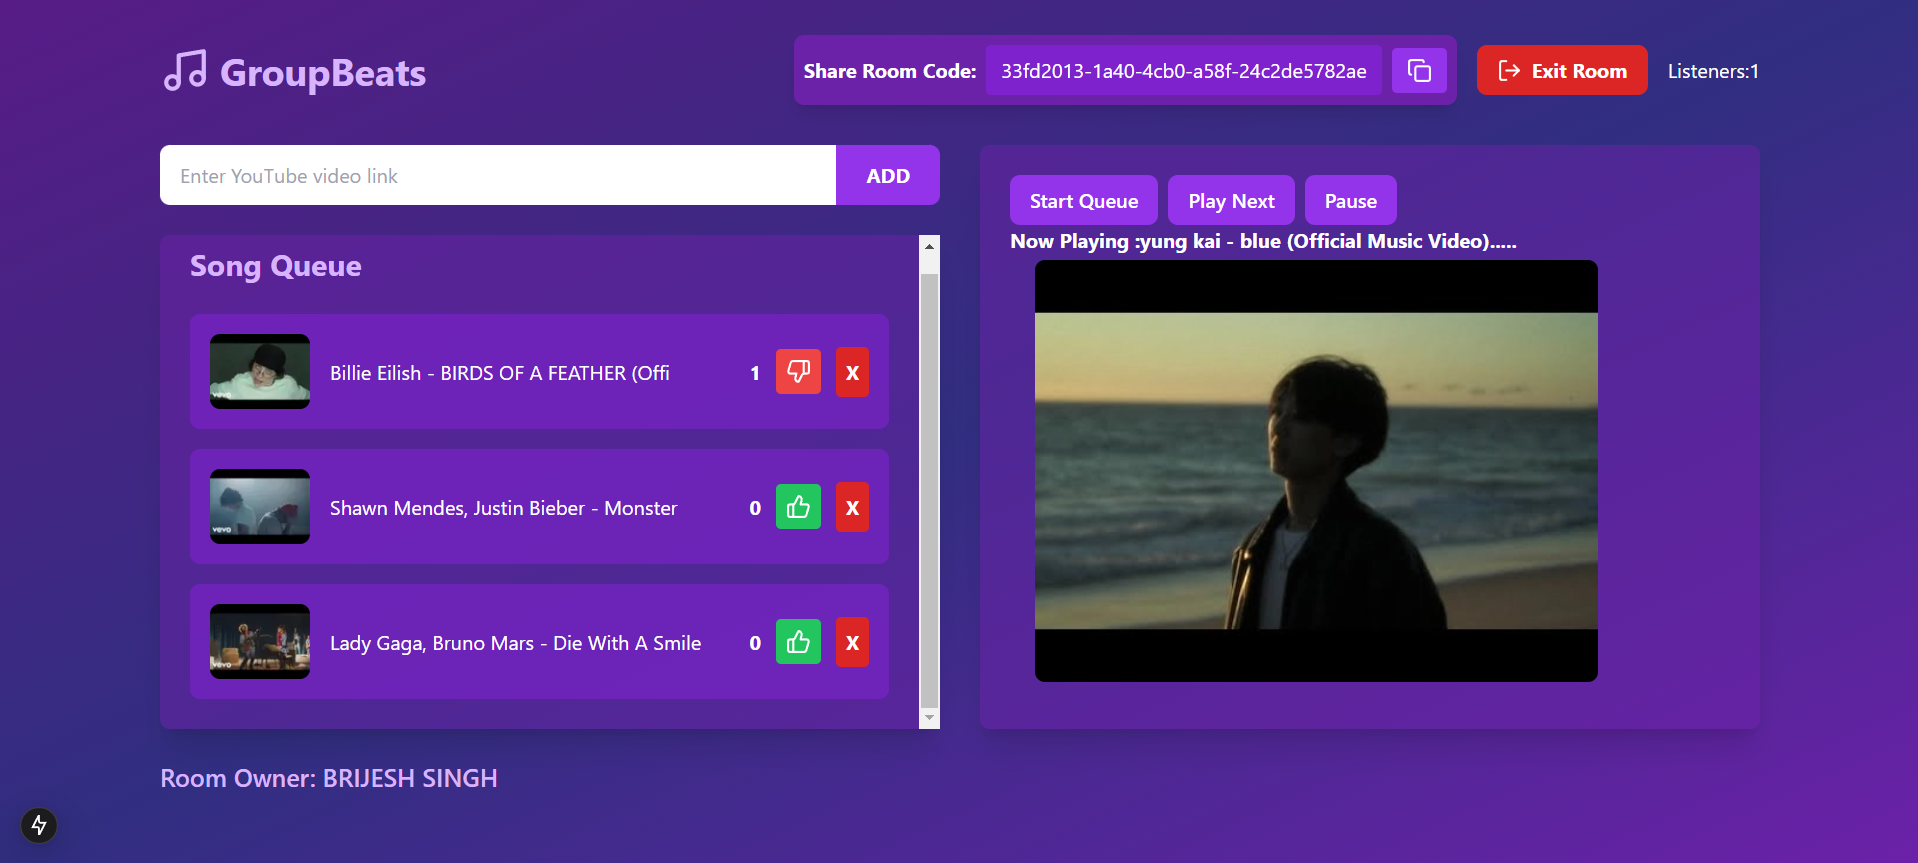 GroupBeats
Share Room Code:
33fd2013-1a40-4cb0-a58f-24c2de5782ae
Exit Room
Listeners:1
Enter YouTube video link
ADD
Song Queue
Billie Eilish - BIRDS OF A FEATHER (Offi
1
X
vevo
Shawn Mendes, Justin Bieber - Monster
0
X
vevo
Lady Gaga, Bruno Mars - Die With A Smile
0
X
vevo
Start Queue
Play Next
Pause
Now Playing :yung kai - blue (Official Music Video).....
Room Owner: BRIJESH SINGH